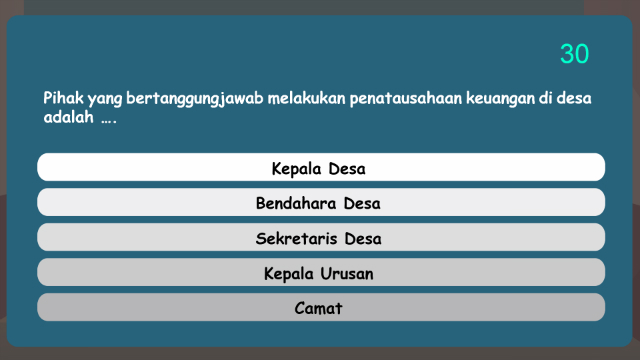 30
Pihak yang bertanggungjawab melakukan penatausahaan keuangan di desa
adalah ….
Kepala Desa
Bendahara Desa
Sekretaris Desa
Kepala Urusan
Camat